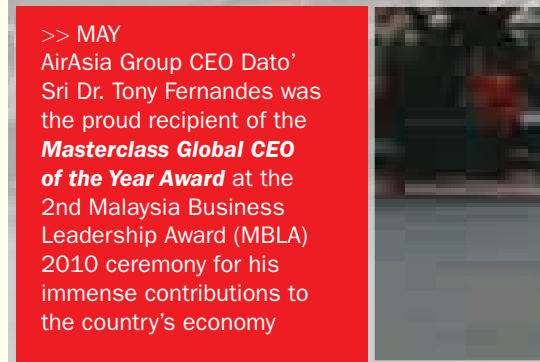 >> MAY
AirAsia Group CEO Dato’
Sri Dr. Tony Fernandes was
the proud recipient of the
Masterclass Global CEO
of the Year Award at the
2nd Malaysia Business
Leadership Award (MBLA)
2010 ceremony for his
immense contributions to
the country’s economy